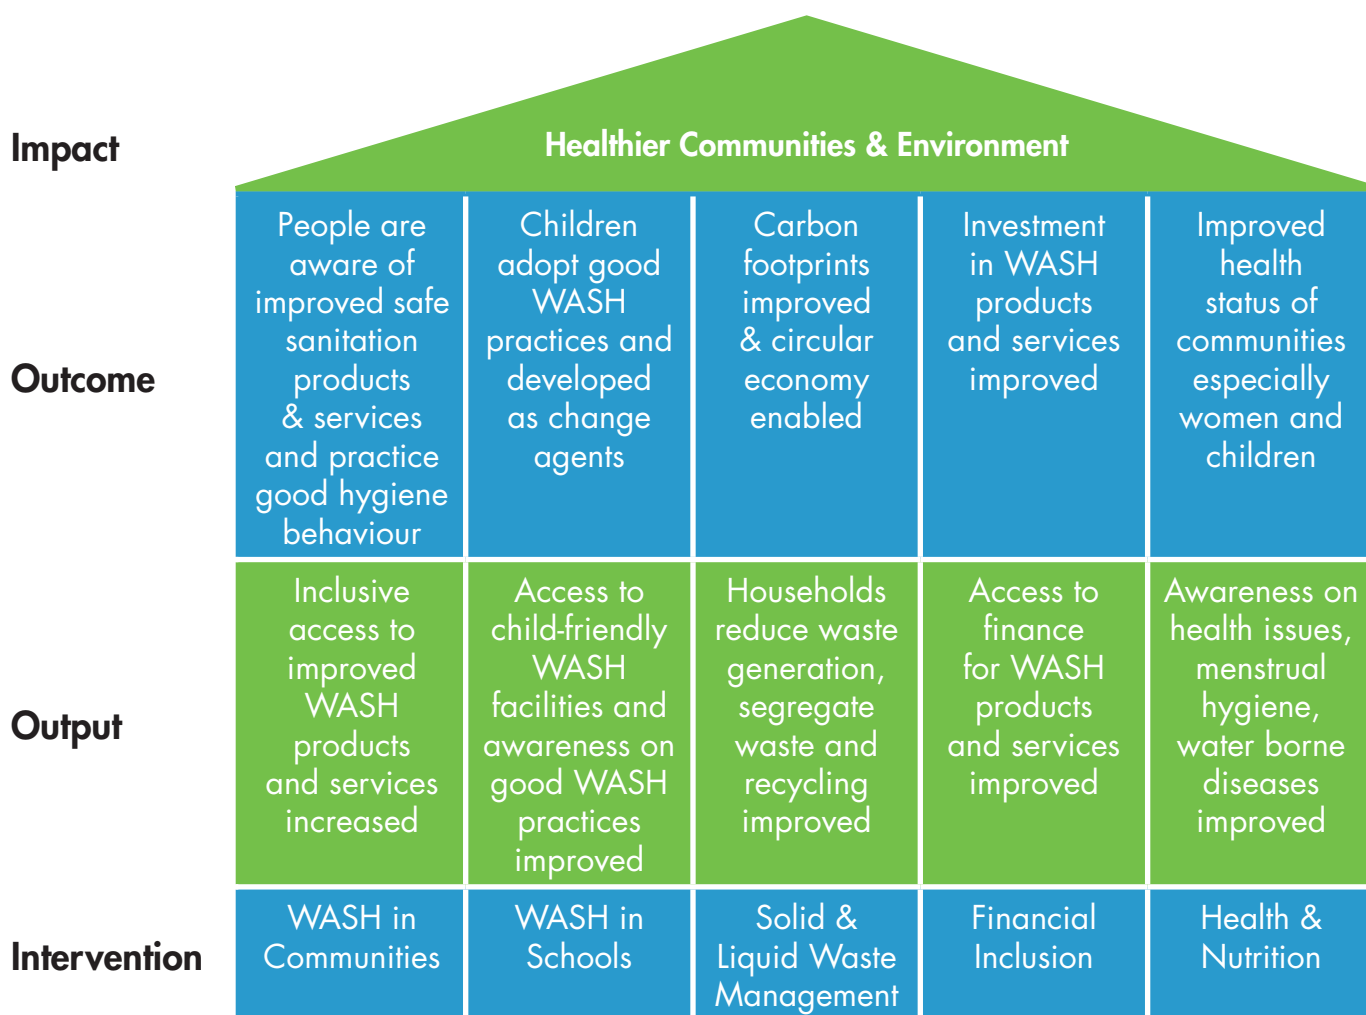 Impact
Healthier Communities & Environment
Outcome
People are
aware of
improved safe
sanitation
products
& services
and practice
good hygiene
behaviour
Children
adopt good
WASH
practices and
developed
as change
agents
Carbon
footprints
improved
& circular
economy
enabled
Investment
in WASH
products
and services
improved
Improved
health
status of
communities
especially
women and
children
Output
Inclusive
access to
improved
WASH
products
and services
increased
Access to
child-friendly
WASH
facilities and
awareness on
good WASH
practices
improved
Households
reduce waste
generation,
segregate
waste and
recycling
improved
Access to
finance
for WASH
products
and services
improved
Awareness on
health issues,
menstrual
hygiene,
water borne
diseases
improved
Intervention
WASH in
Communities
WASH in
Schools
Solid &
Liquid Waste
Management
Financial
Inclusion
Health &
Nutrition